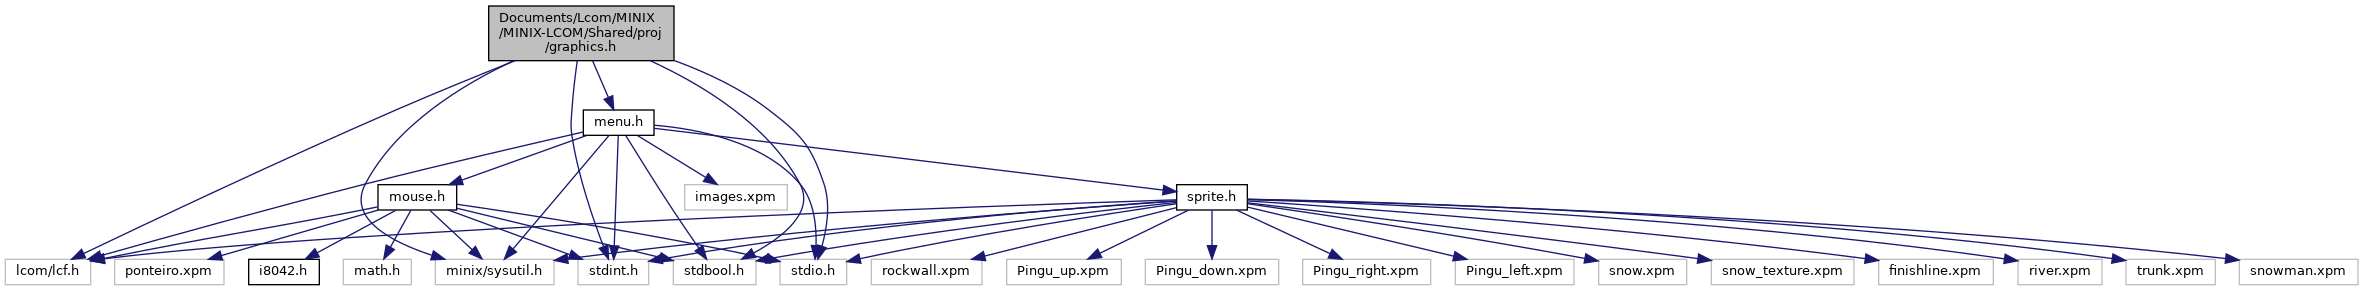 Documents/Lcom/MINIX
/MINIX-LCOM/Shared/proj
/graphics.h
menu.h
mouse.h
images.xpm
sprite.h
lcom/lcf.h
ponteiro.xpm
i8042.h
math.h
minix/sysutil.h
stdint.h
stdbool.h
stdio.h
rockwall.xpm
Pingu_up.xpm
Pingu_down.xpm
Pingu_right.xpm
Pingu_left.xpm
snow.xpm
snow_texture.xpm
finishline.xpm
river.xpm
trunk.xpm
snowman.xpm